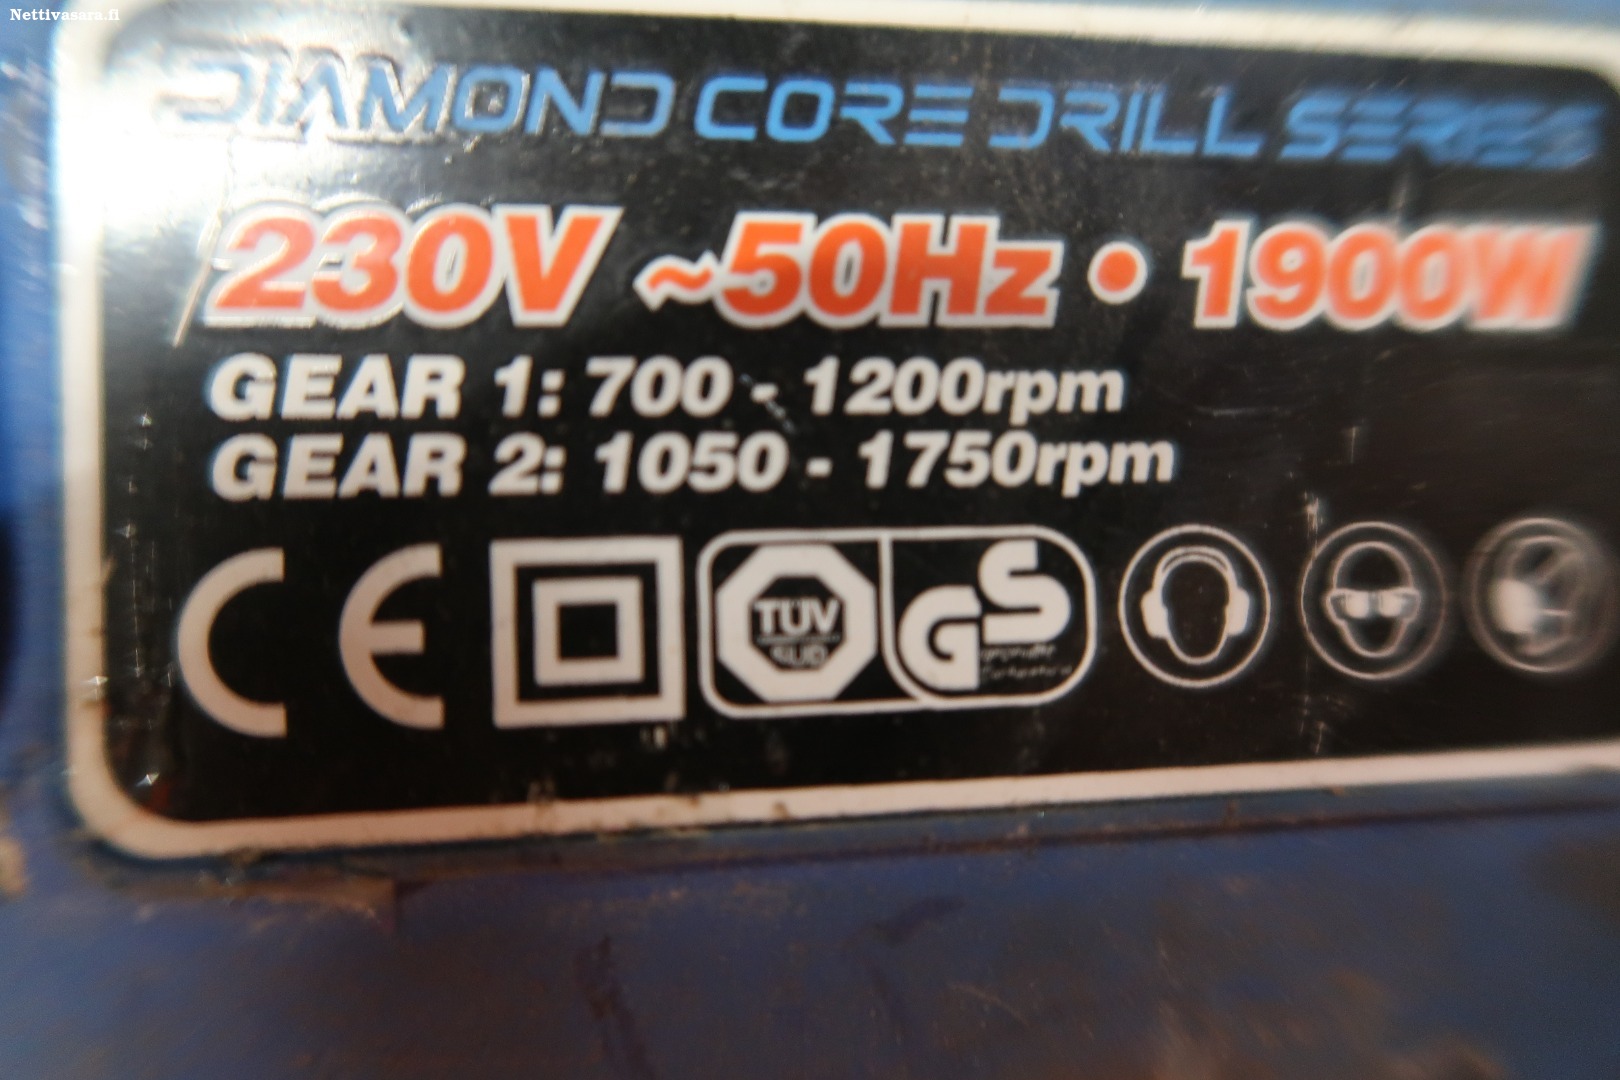 Nettivasara.fi
DIAMOND CORE DRILL SERIES
230V ~50Hz • 1900W
GEAR 1: 700 - 1200rpm
GEAR 2: 1050 - 1750rpm
CE
TÜV
SUD
GS